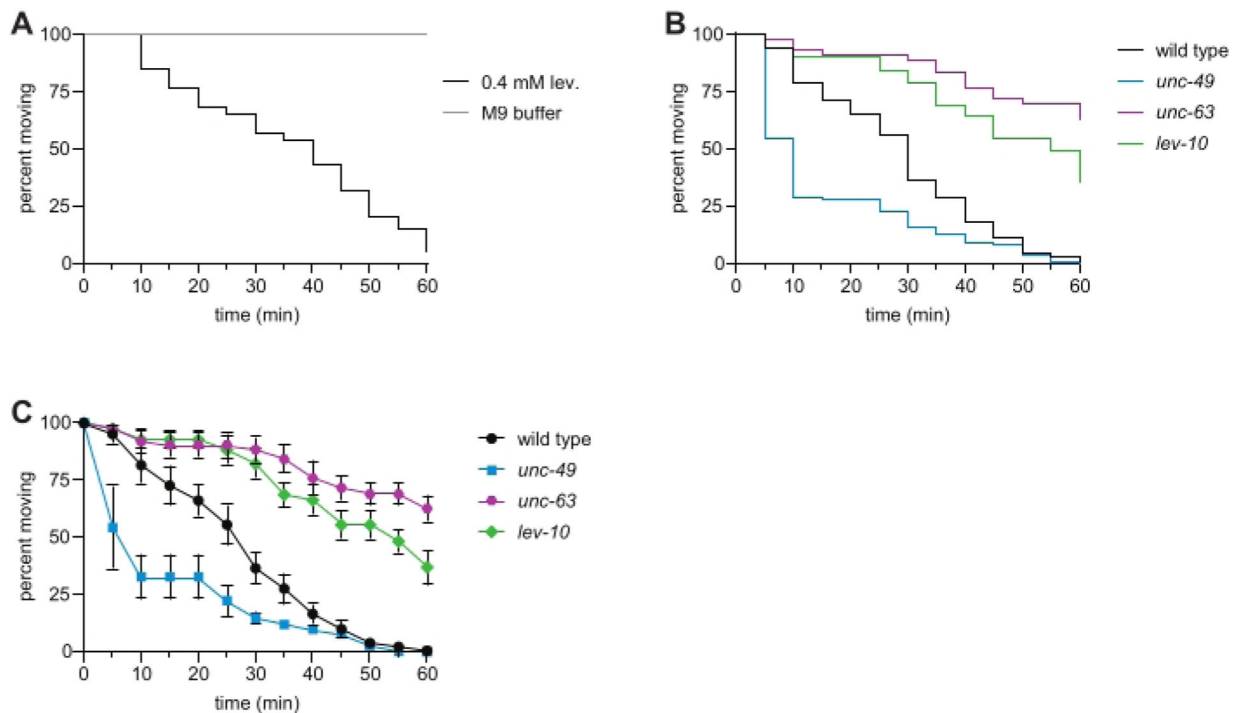 A
100
75
50
25
0
percent moving
0 10 20 30 40 50 60
time (min)
0.4 mM lev.
M9 buffer
B
100
75
50
25
0
percent moving
0 10 20 30 40 50 60
time (min)
wild type
unc-49
unc-63
lev-10
C
100
75
50
25
0
percent moving
0 10 20 30 40 50 60
time (min)
wild type
unc-49
unc-63
lev-10